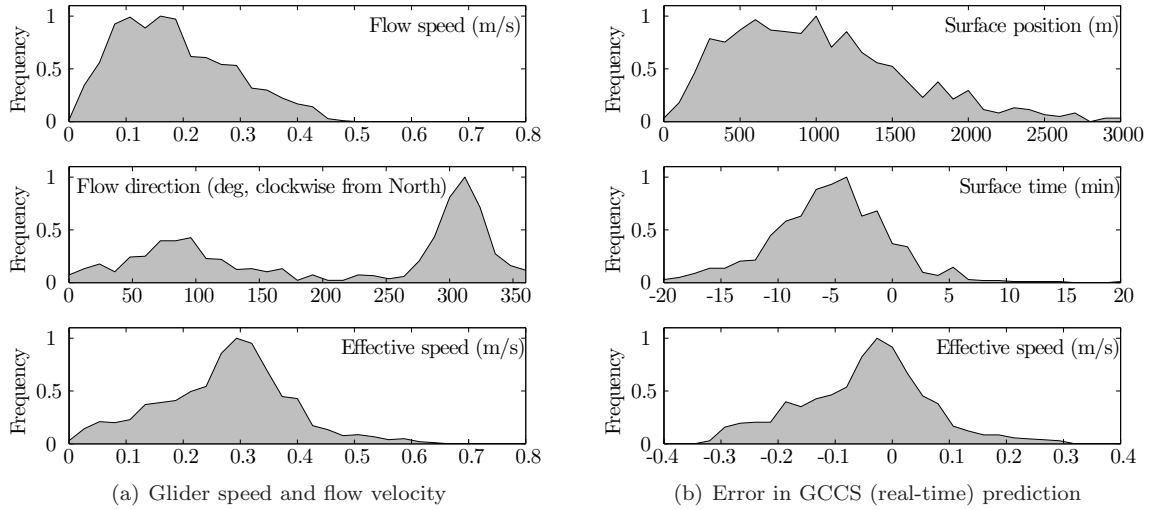 Frequency
1
0.5
0
Flow speed (m/s)
0 0.1 0.2 0.3 0.4 0.5 0.6 0.7 0.8
Frequency
1
0.5
0
Flow direction (deg, clockwise from North)
0 50 100 150 200 250 300 350
Frequency
1
0.5
0
Effective speed (m/s)
0 0.1 0.2 0.3 0.4 0.5 0.6 0.7 0.8
(a) Glider speed and flow velocity
Frequency
1
0.5
0
Surface position (m)
0 500 1000 1500 2000 2500 3000
Frequency
1
0.5
0
Surface time (min)
-20 -15 -10 -5 0 5 10 15 20
Frequency
1
0.5
0
Effective speed (m/s)
-0.4 -0.3 -0.2 -0.1 0 0.1 0.2 0.3 0.4
(b) Error in GCCS (real-time) prediction